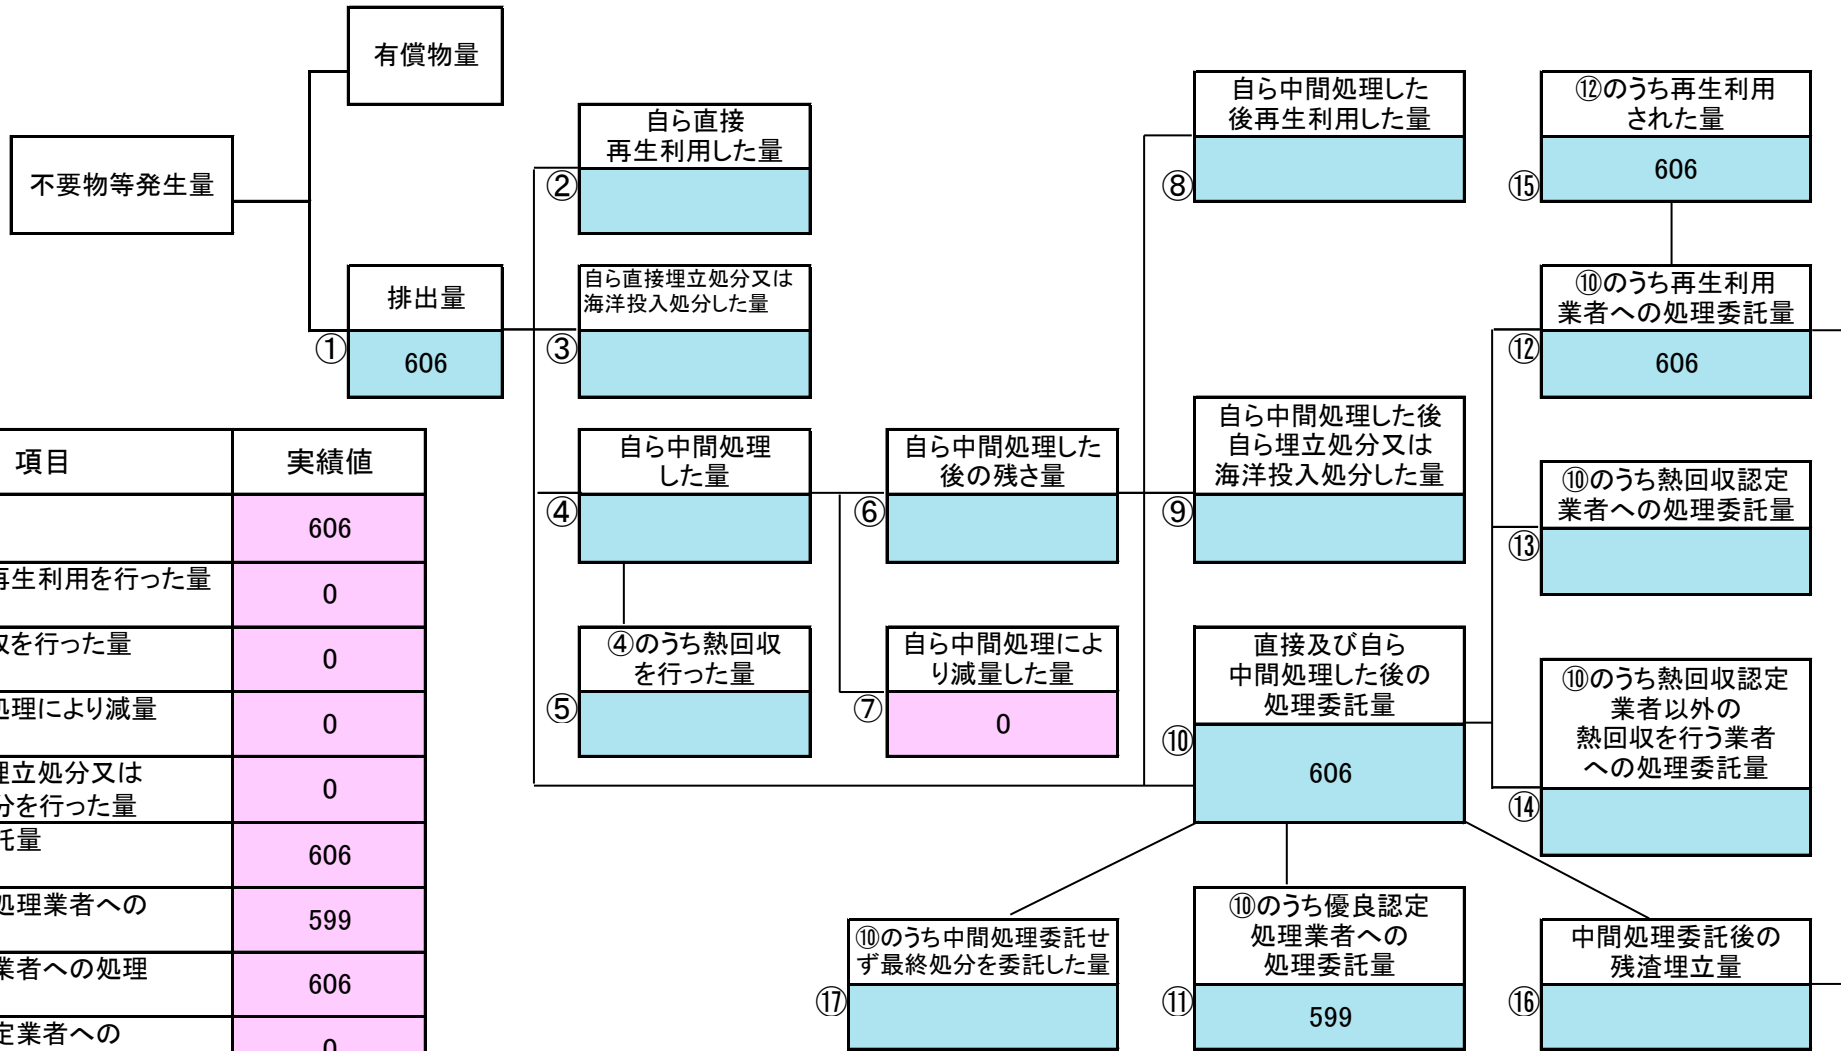 有償物量
不要物等発生量
排出量
①
606
自ら直接
再生利用した量
②
自ら直接埋立処分又は
海洋投入処分した量
③
自ら中間処理
した量
④
④のうち熱回収
を行った量
⑤
自ら中間処理した
後の残さ量
⑥
自ら中間処理によ
り減量した量
⑦
0
自ら中間処理した
後再生利用した量
⑧
自ら中間処理した後
自ら埋立処分又は
海洋投入処分した量
⑨
直接及び自ら
中間処理した後の
処理委託量
⑩
606
⑩のうち優良認定
処理業者への
処理委託量
⑪
599
⑩のうち中間処理委託せ
ず最終処分を委託した量
⑰
⑫のうち再生利用
された量
⑮
606
⑩のうち再生利用
業者への処理委託量
⑫
606
⑩のうち熱回収認定
業者への処理委託量
⑬
⑩のうち熱回収認定
業者以外の
熱回収を行う業者
への処理委託量
⑭
中間処理委託後の
残渣埋立量
⑯
項目 実績値
606
再生利用を行った量 0
収を行った量 0
処理により減量 0
埋立処分又は
分を行った量 0
託量 606
処理業者への 599
業者への処理 606
定業者への 0